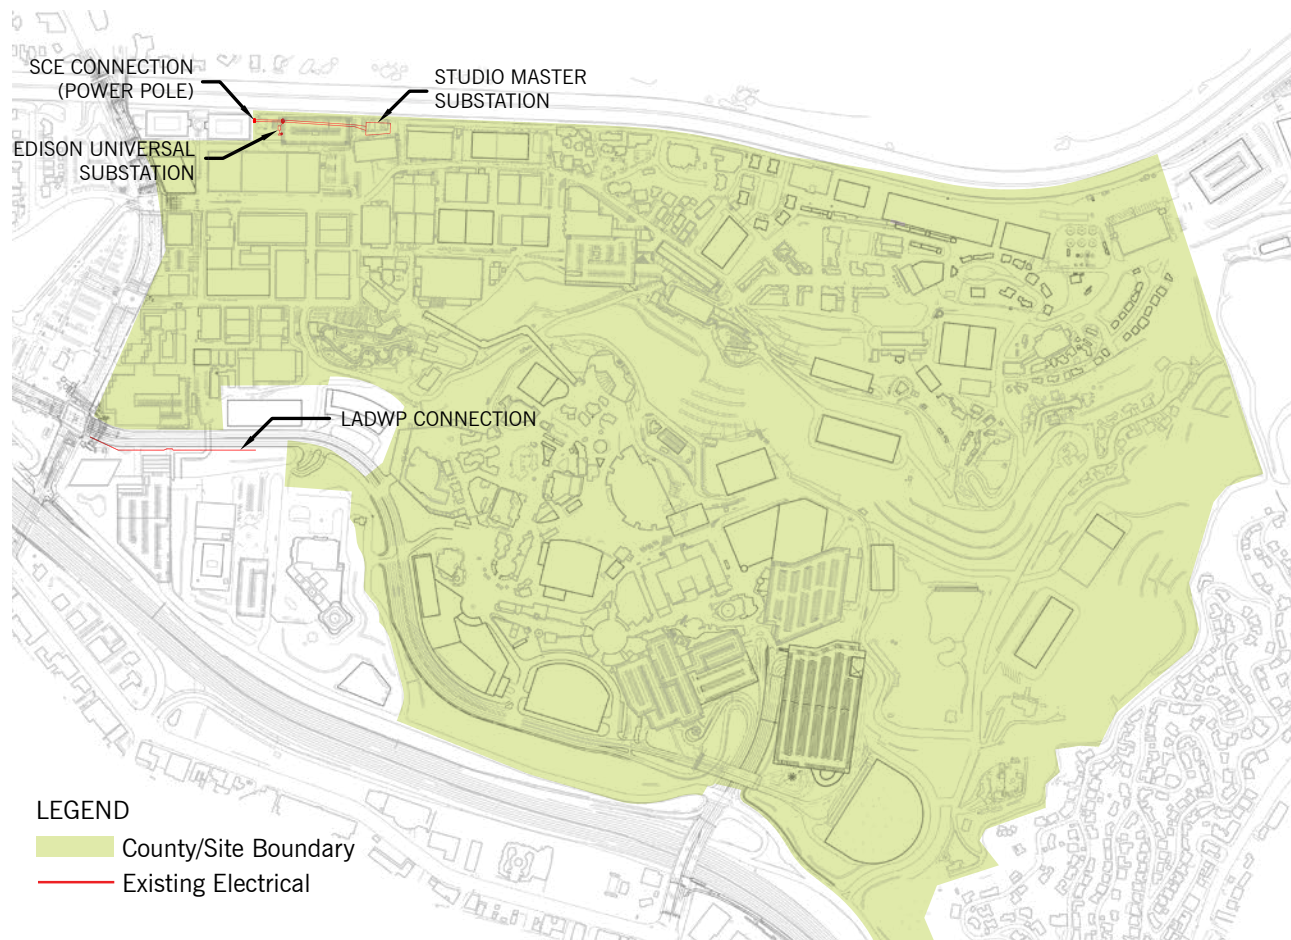 SCE CONNECTION
(POWER POLE)
STUDIO MASTER
SUBSTATION
EDISON UNIVERSAL
SUBSTATION
LADWP CONNECTION
LEGEND
County/Site Boundary
Existing Electrical